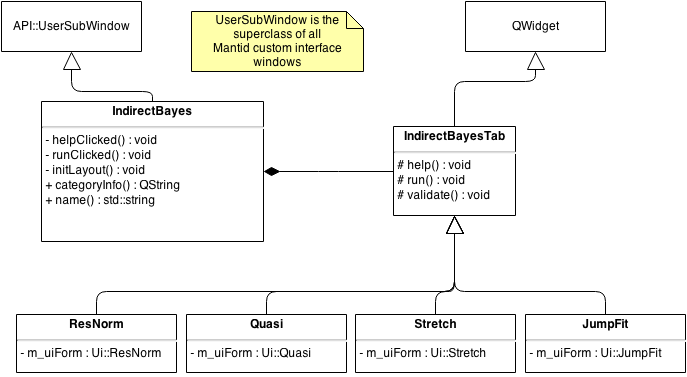 API::UserSubWindow
UserSubWindow is the
superclass of all
Mantid custom interface
windows
QWidget
IndirectBayes
- helpClicked() : void
- runClicked() : void
- initLayout() : void
+ categoryInfo() : QString
+ name() : std::string
IndirectBayesTab
# help() : void
# run() : void
# validate() : void
ResNorm
- m_uiForm : Ui::ResNorm
Quasi
- m_uiForm : Ui::Quasi
Stretch
- m_uiForm : Ui::Stretch
JumpFit
- m_uiForm : Ui::JumpFit